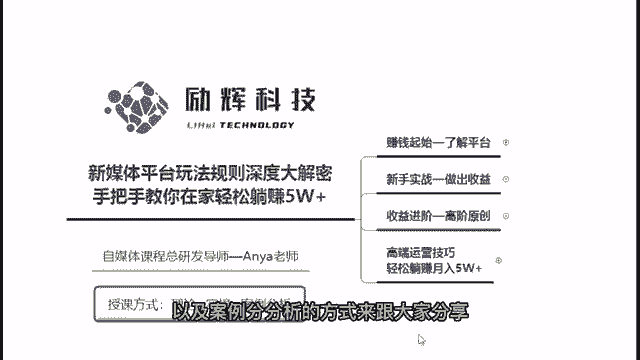 励辉科技
LiHui TECHNOLOGY
新媒体平台玩法规则深度大解密
手把手教你在家轻松躺赚5W+
自媒体课程总研发导师—Anya老师
授课方式：
以及案例分分析的方式来跟大家分享
赚钱起始—了解平台
新手实战—做出收益
收益进阶—高阶原创
高端运营技巧
轻松躺赚月入5W+